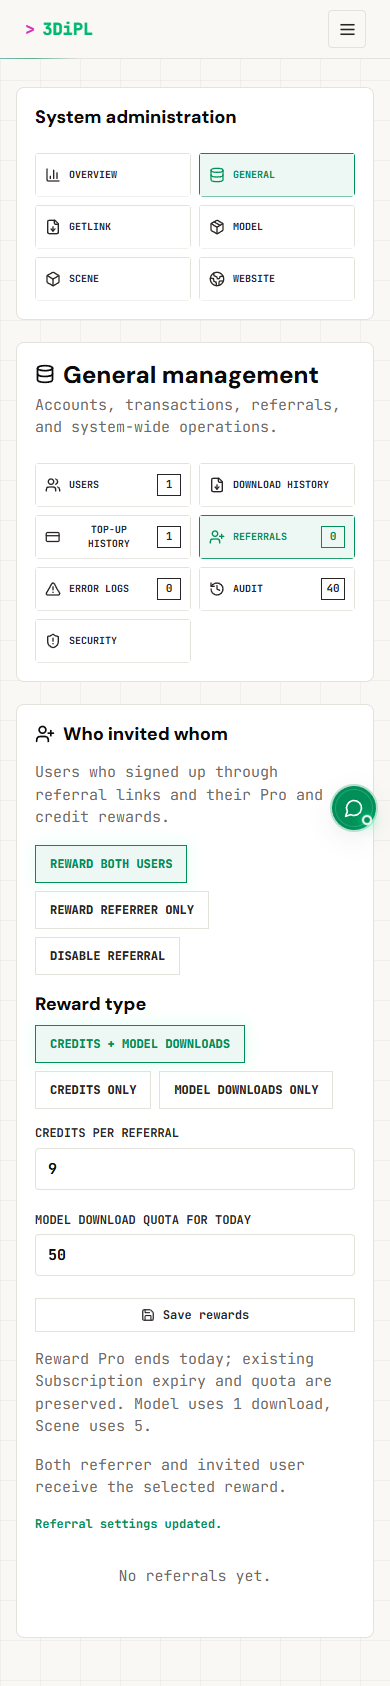 > 3DiPL
System administration
OVERVIEW
GENERAL
GETLINK
MODEL
SCENE
WEBSITE
General management
Accounts, transactions, referrals,
and system-wide operations.
USERS 1
DOWNLOAD HISTORY
TOP-UP
HISTORY 1
REFERRALS 0
ERROR LOGS 0
AUDIT 40
SECURITY
Who invited whom
Users who signed up through
referral links and their Pro and
credit rewards.
REWARD BOTH USERS
REWARD REFERRER ONLY
DISABLE REFERRAL
Reward type
CREDITS + MODEL DOWNLOADS
CREDITS ONLY
MODEL DOWNLOADS ONLY
CREDITS PER REFERRAL
9
MODEL DOWNLOAD QUOTA FOR TODAY
50
Save rewards
Reward Pro ends today; existing
Subscription expiry and quota are
preserved. Model uses 1 download,
Scene uses 5.
Both referrer and invited user
receive the selected reward.
Referral settings updated.
No referrals yet.